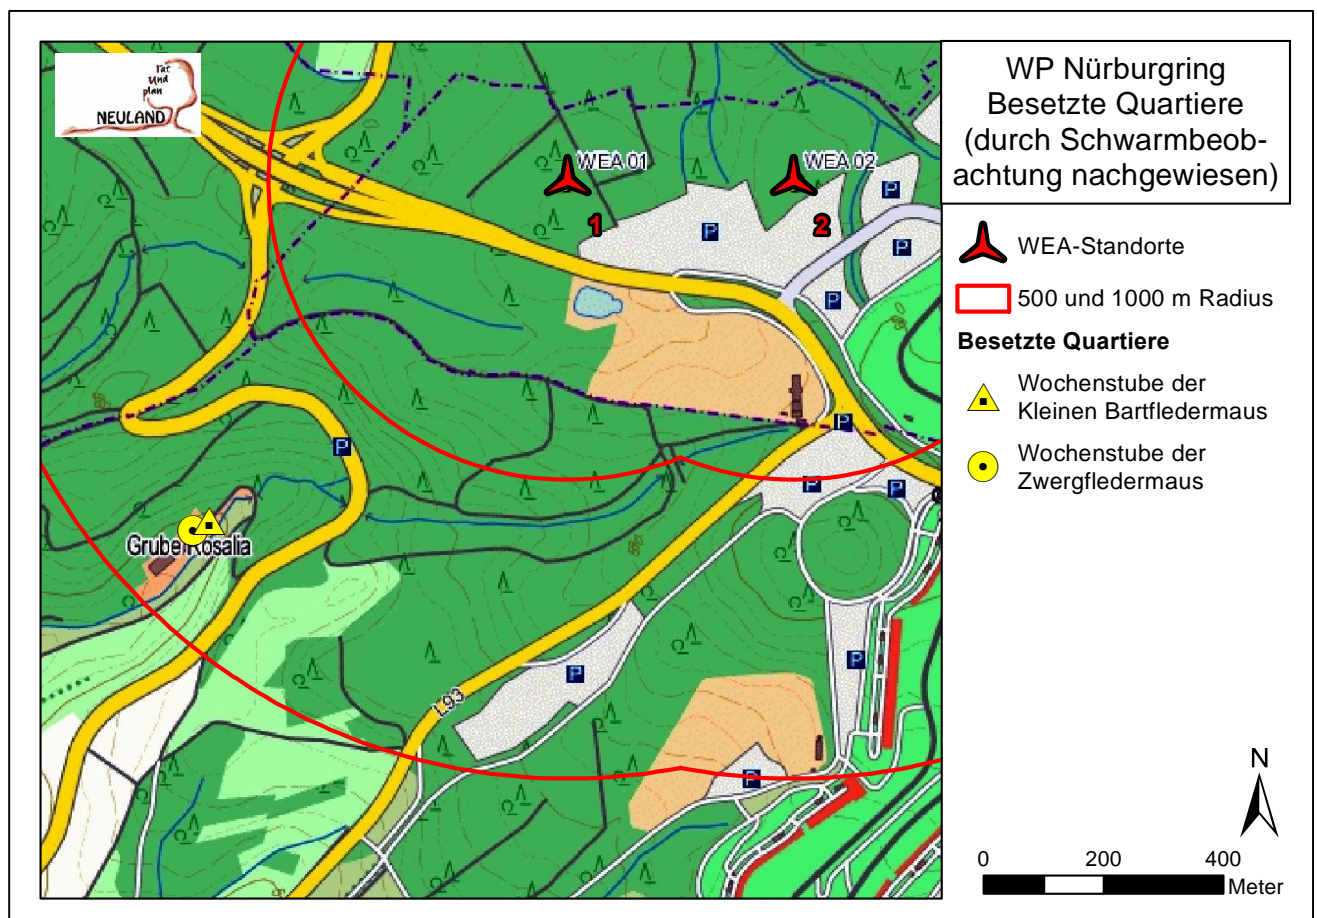 rat
und
plan
NEULAND
WP Nürburgring
Besetzte Quartiere
(durch Schwarmbeob-
achtung nachgewiesen)
WEA 01
WEA 02
1
2
P
P
P
P
P
P
P
P
P
P
P
P
Grube Rosalia
L93
WEA-Standorte
500 und 1000 m Radius
Besetzte Quartiere
Wochenstube der
Kleinen Bartfledermaus
Wochenstube der
Zwergfledermaus
N
0 200 400
Meter